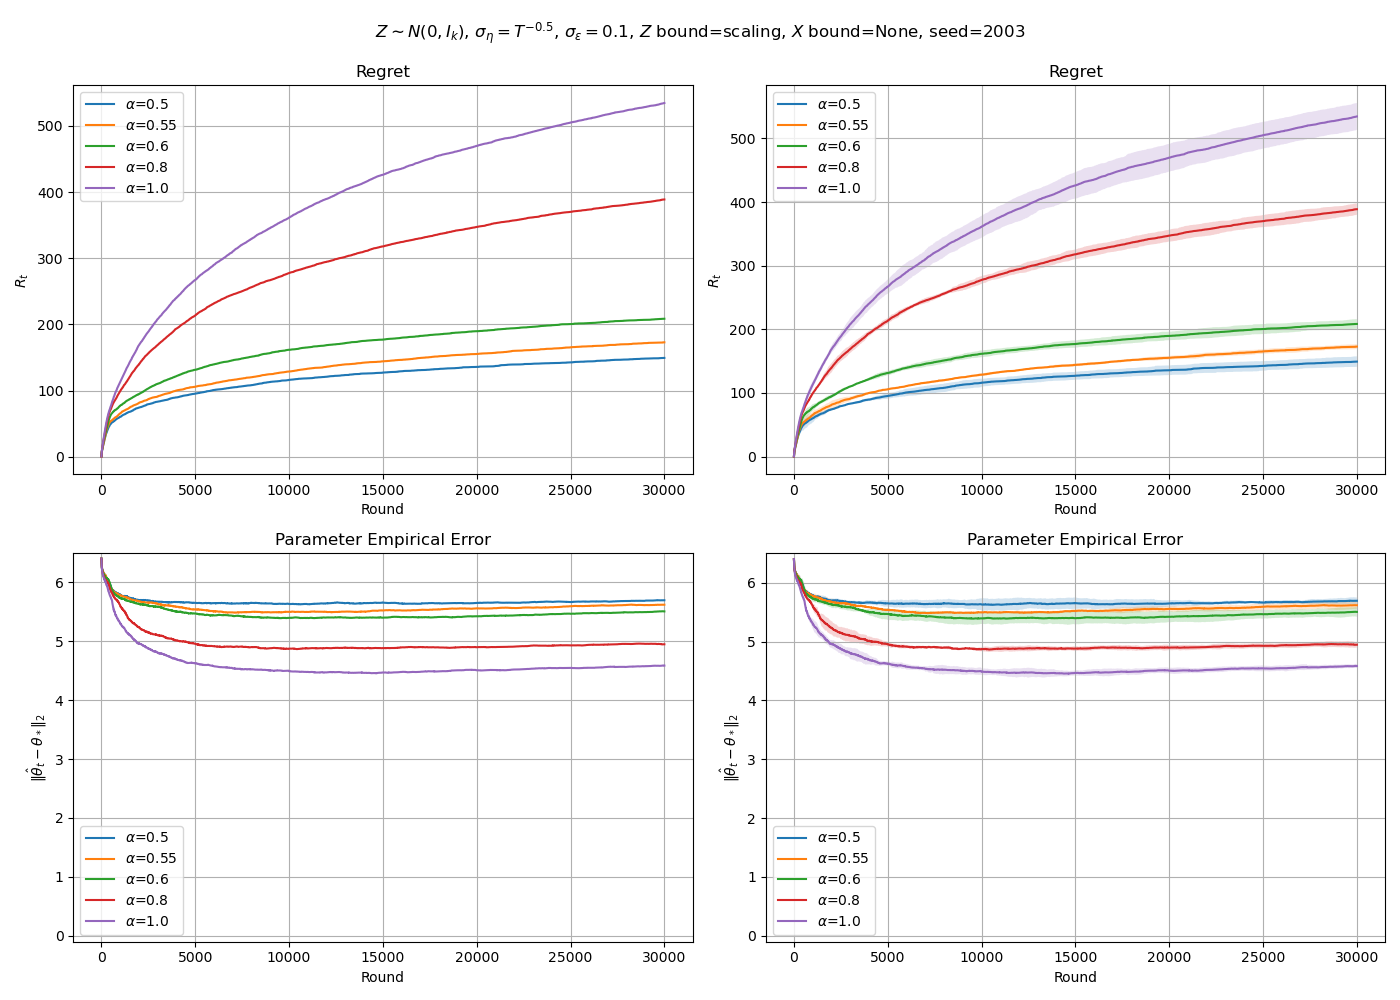 Z ∼ N(0, I_k), σ_η = T^{-0.5}, σ_ε = 0.1, Z bound=scaling, X bound=None, seed=2003
Regret
α=0.5
α=0.55
α=0.6
α=0.8
α=1.0
500
400
300
200
100
0
R_t
0 5000 10000 15000 20000 25000 30000
Round
Regret
α=0.5
α=0.55
α=0.6
α=0.8
α=1.0
500
400
300
200
100
0
R_t
0 5000 10000 15000 20000 25000 30000
Round
Parameter Empirical Error
6
5
4
3
2
1
0
‖θ̂_t − θ_*‖_2
α=0.5
α=0.55
α=0.6
α=0.8
α=1.0
0 5000 10000 15000 20000 25000 30000
Round
Parameter Empirical Error
6
5
4
3
2
1
0
‖θ̂_t − θ_*‖_2
α=0.5
α=0.55
α=0.6
α=0.8
α=1.0
0 5000 10000 15000 20000 25000 30000
Round